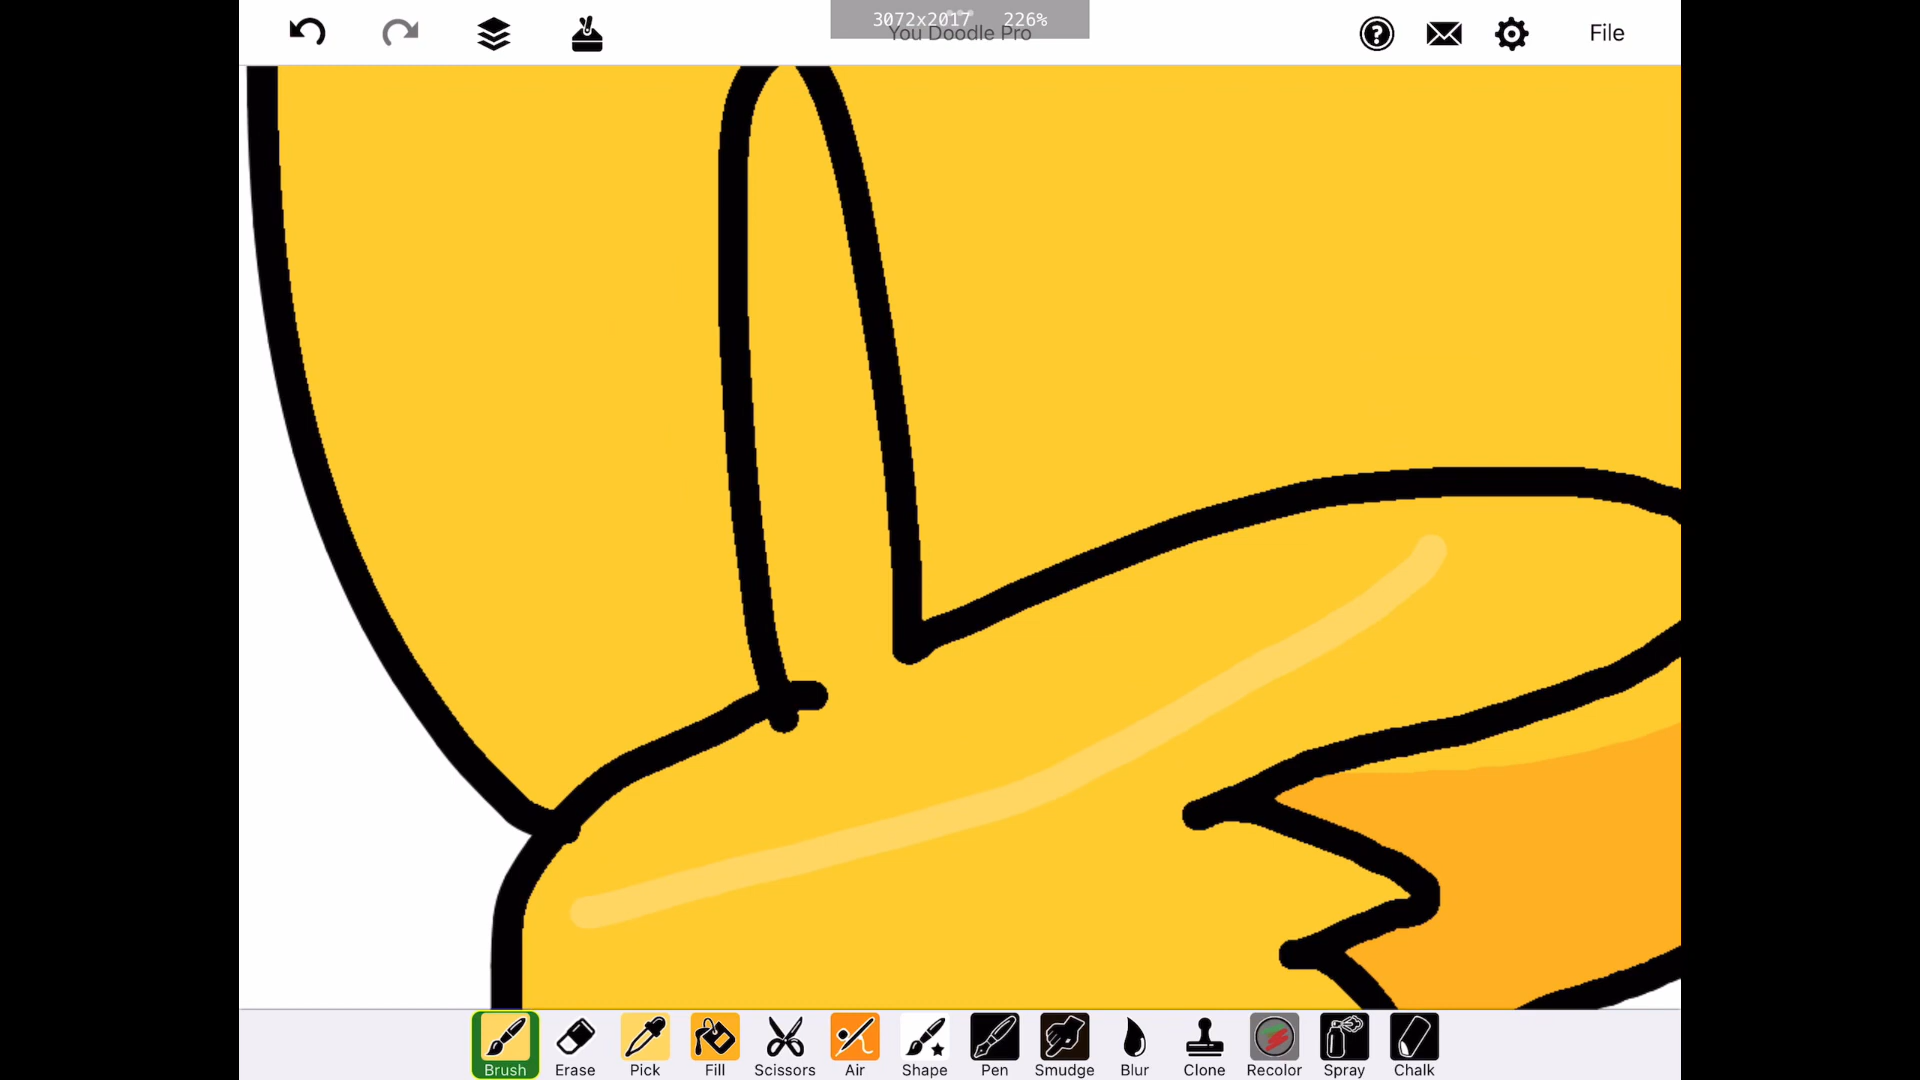 3072x2017 226%
You Doodle Pro
File
Brush Erase Pick Fill Scissors Air Shape Pen Smudge Blur Clone Recolor Spray Chalk